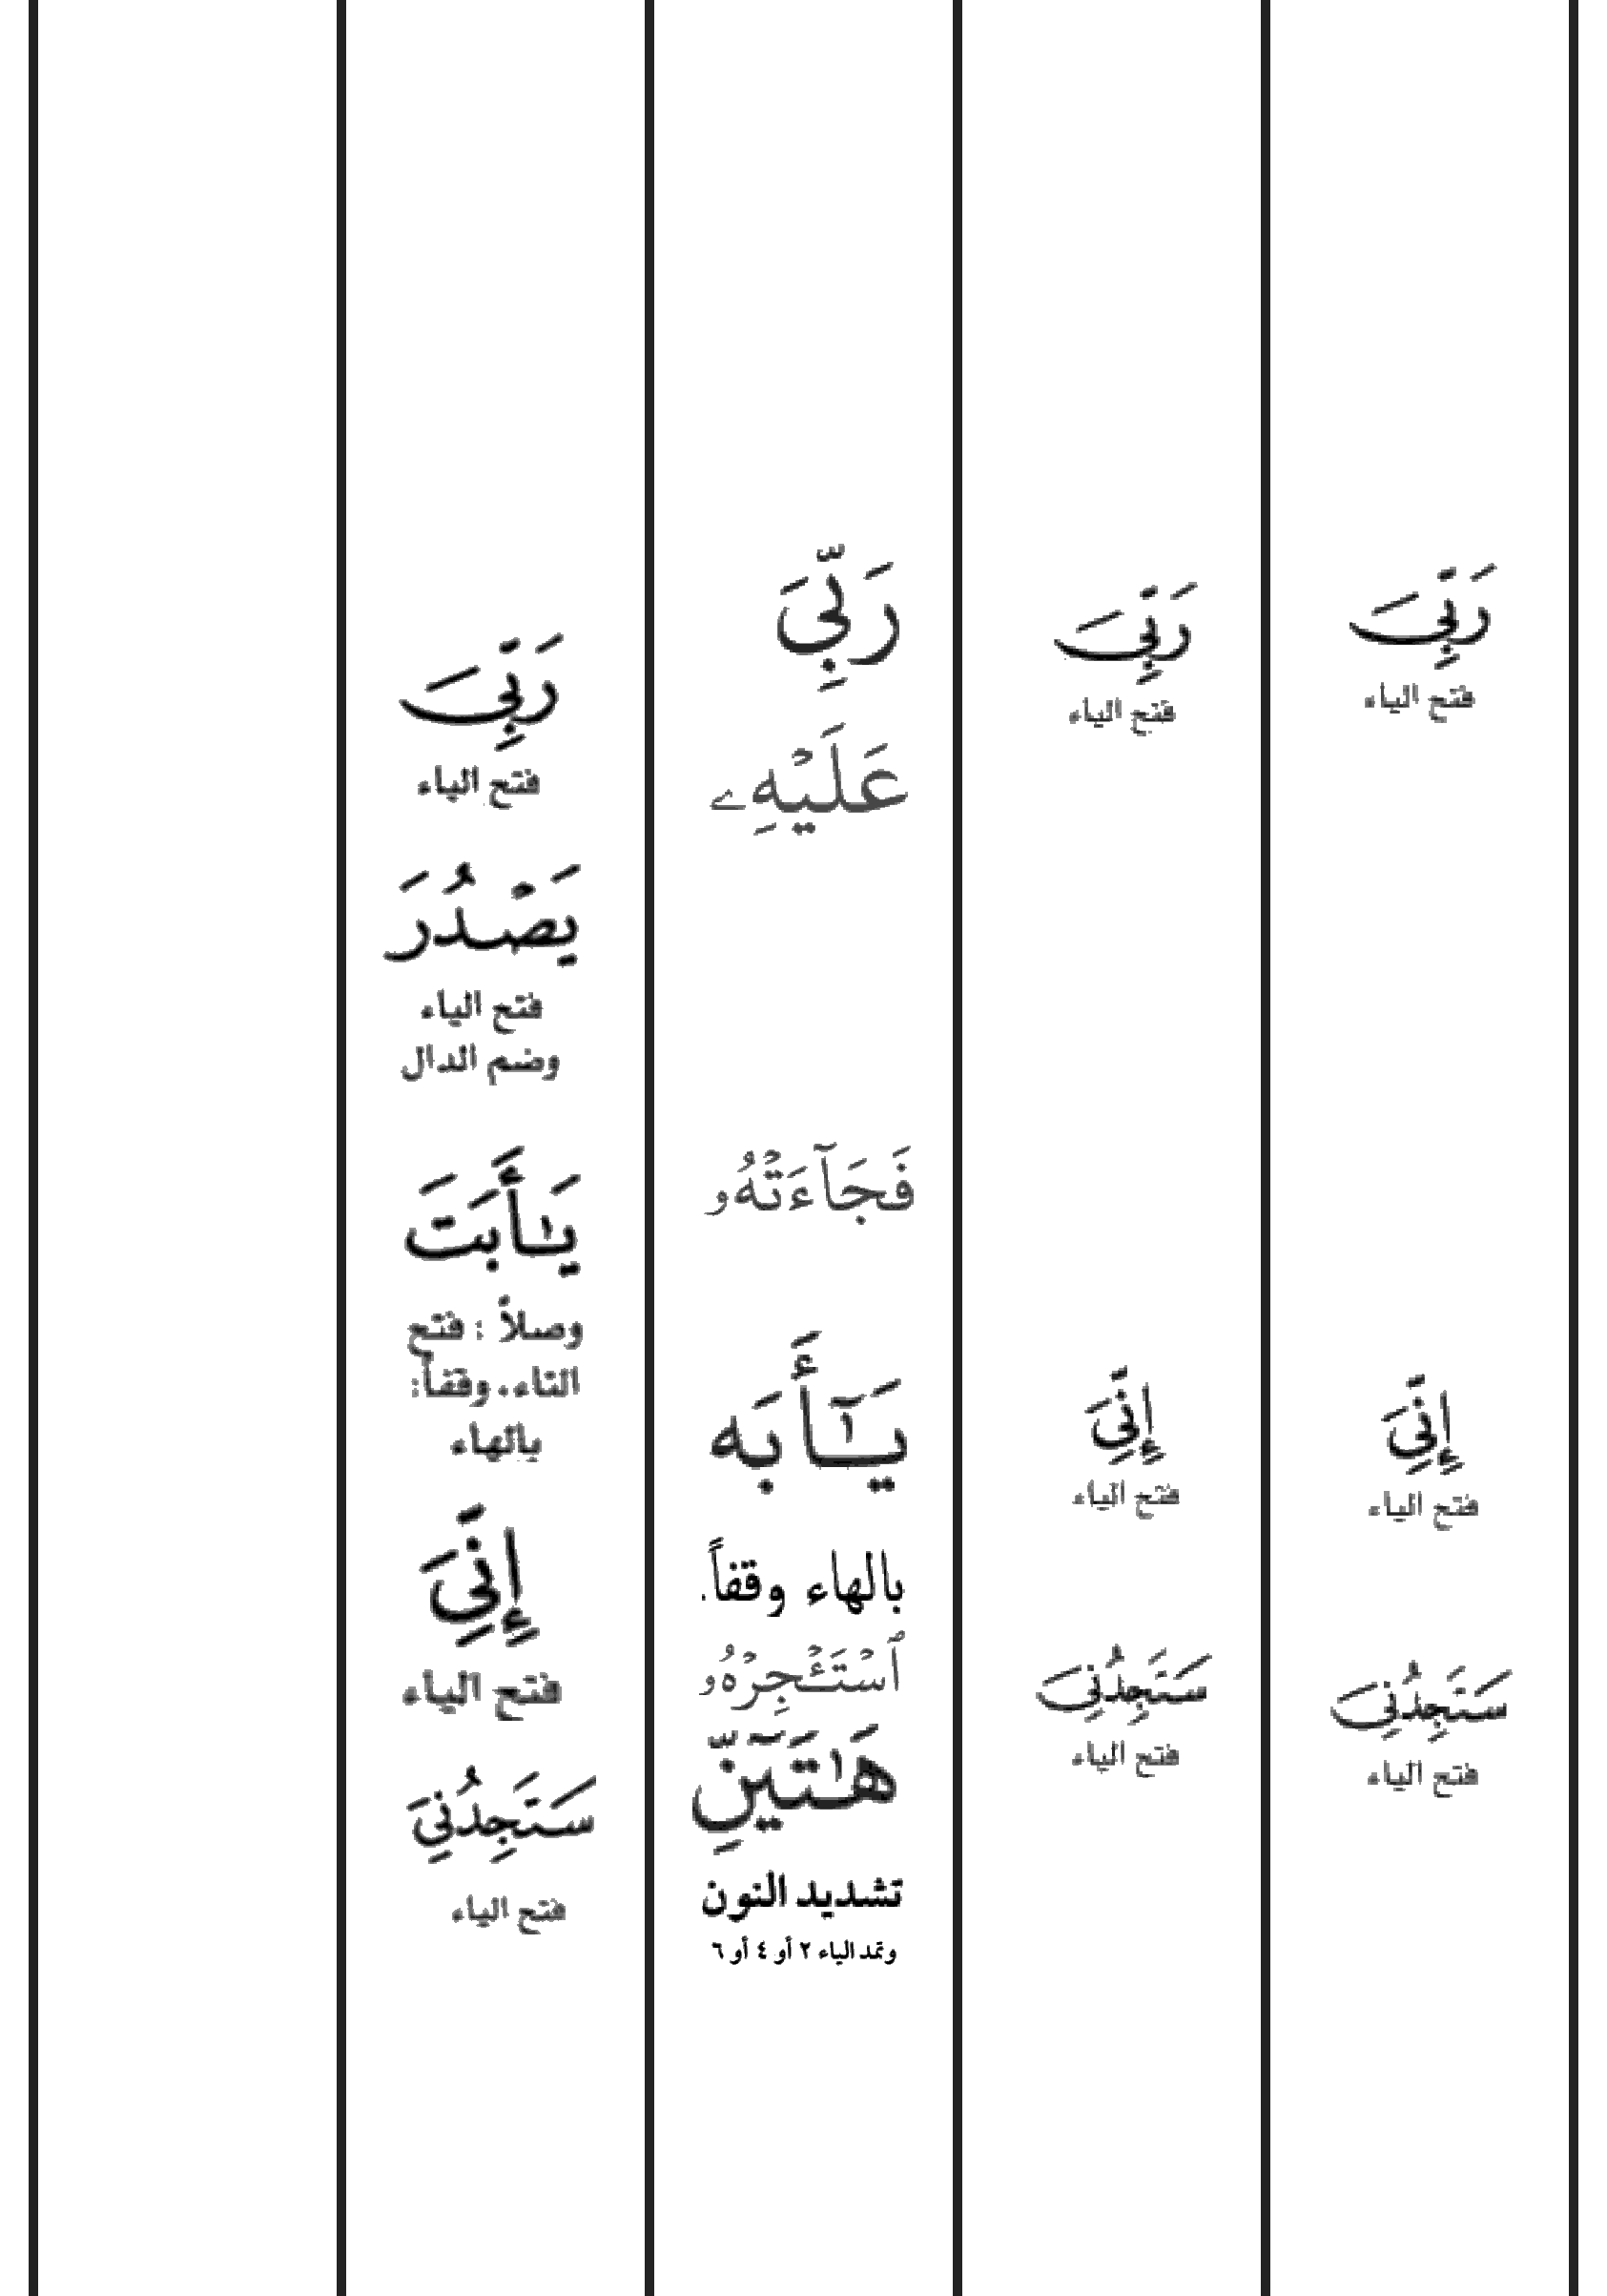 رَبِّيَ
فتح الياء
إِنِّيَ
فتح الياء
سَتَجِدُنِيَ
فتح الياء
رَبِّيَ
فتح الياء
إِنِّيَ
فتح الياء
سَتَجِدُنِيَ
فتح الياء
رَبِّيَ
عَلَيۡهِۦ
فَجَآءَتۡهُۥ
يَـٰٓأَبَه
بالهاء وقفاً.
ٱسۡتَـٔۡجِرۡهُۥ
هَـٰتَيۡٓنِّ
تشديد النون
وتمد الياء ٢ أو ٤ أو ٦
رَبِّيَ
فتح الياء
يَصۡدُرَ
فتح الياء
وضم الدال
يَـٰأَبَتَ
وصلاً : فتح
التاء. وقفاً:
بالهاء
إِنِّيَ
فتح الياء
سَتَجِدُنِيَ
فتح الياء